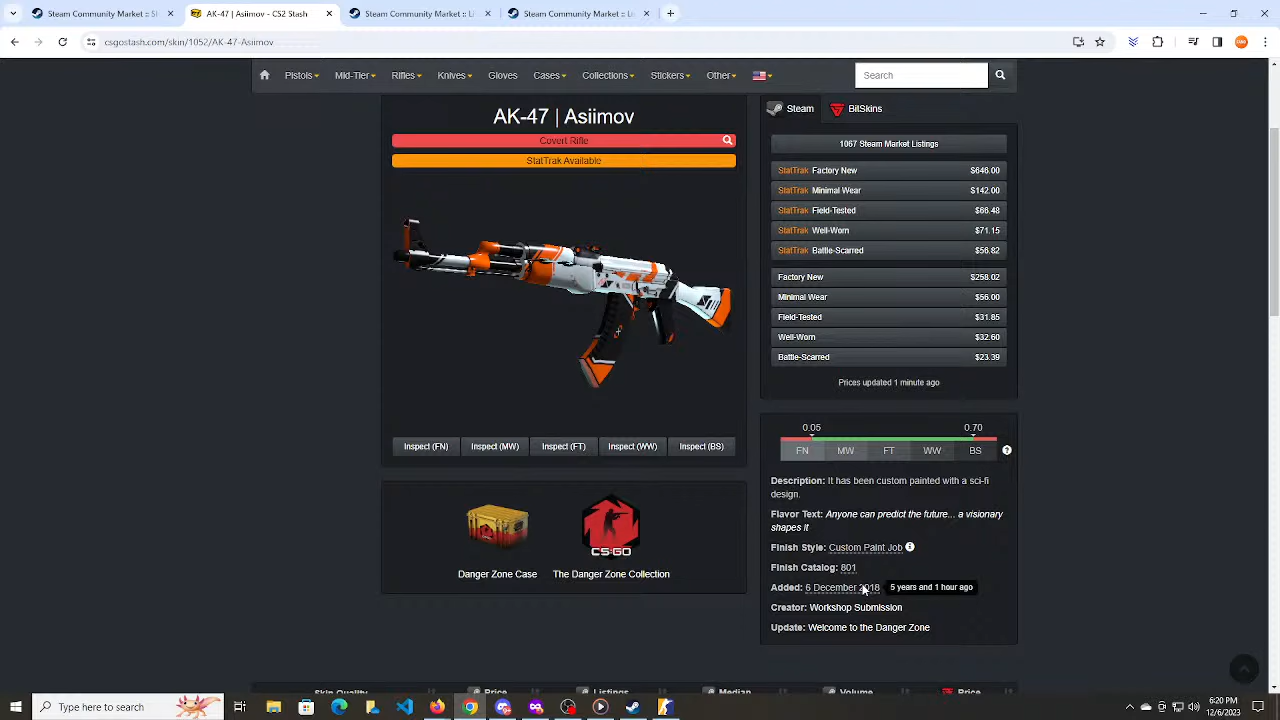 Steam Community Market :: S
AK-47 | Asiimov - CS2 Stash
Steam Community Market :: Li
Steam Community Market :: Li
csgostash.com/skin/1052/AK-47-Asiimov
Pistols Mid-Tier Rifles Knives Gloves Cases Collections Stickers Other Search
AK-47 | Asiimov
Covert Rifle
StatTrak Available
Inspect (FN) Inspect (MW) Inspect (FT) Inspect (WW) Inspect (BS)
CS:GO
Danger Zone Case The Danger Zone Collection
Steam BitSkins
1067 Steam Market Listings
StatTrak Factory New $646.00
StatTrak Minimal Wear $142.00
StatTrak Field-Tested $66.48
StatTrak Well-Worn $71.15
StatTrak Battle-Scarred $56.82
Factory New $258.02
Minimal Wear $56.00
Field-Tested $31.85
Well-Worn $32.60
Battle-Scarred $23.39
Prices updated 1 minute ago
0.05 0.70
FN MW FT WW BS
Description: It has been custom painted with a sci-fi
design.
Flavor Text: Anyone can predict the future... a visionary
shapes it
Finish Style: Custom Paint Job
Finish Catalog: 801
Added: 6 December 2018 5 years and 1 hour ago
Creator: Workshop Submission
Update: Welcome to the Danger Zone
Skin Quality Price Listings Median Volume Price
Type here to search
6:20 PM
12/6/2023